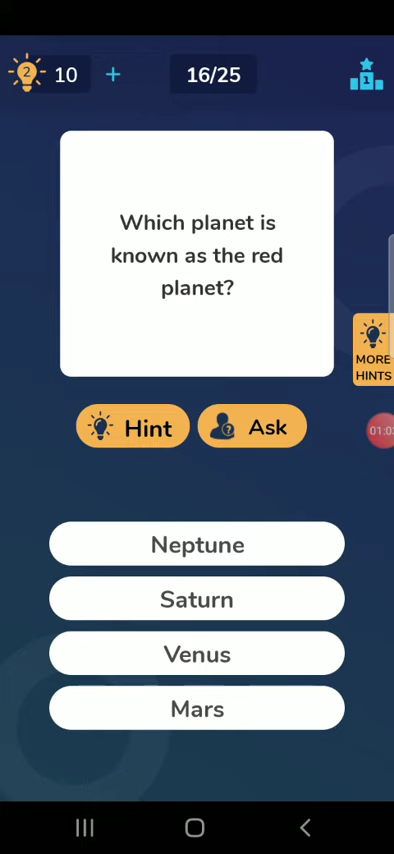 2 10 + 16/25
1
Which planet is
known as the red
planet?
MORE
HINTS
Hint
? Ask
Neptune
Saturn
Venus
Mars